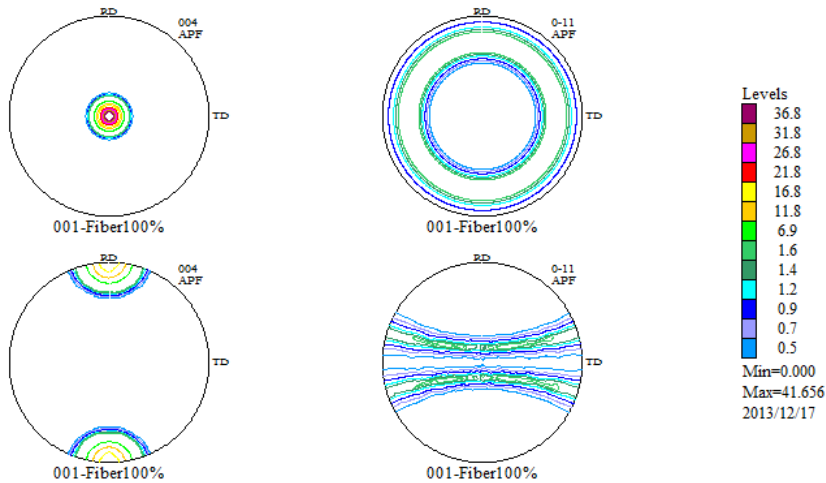 RD
004
APF
TD
001-Fiber100%
RD
0-11
APF
TD
001-Fiber100%
RD
004
APF
TD
001-Fiber100%
RD
0-11
APF
TD
001-Fiber100%
Levels
36.8
31.8
26.8
21.8
16.8
11.8
6.9
1.6
1.4
1.2
0.9
0.7
0.5
Min=0.000
Max=41.656
2013/12/17